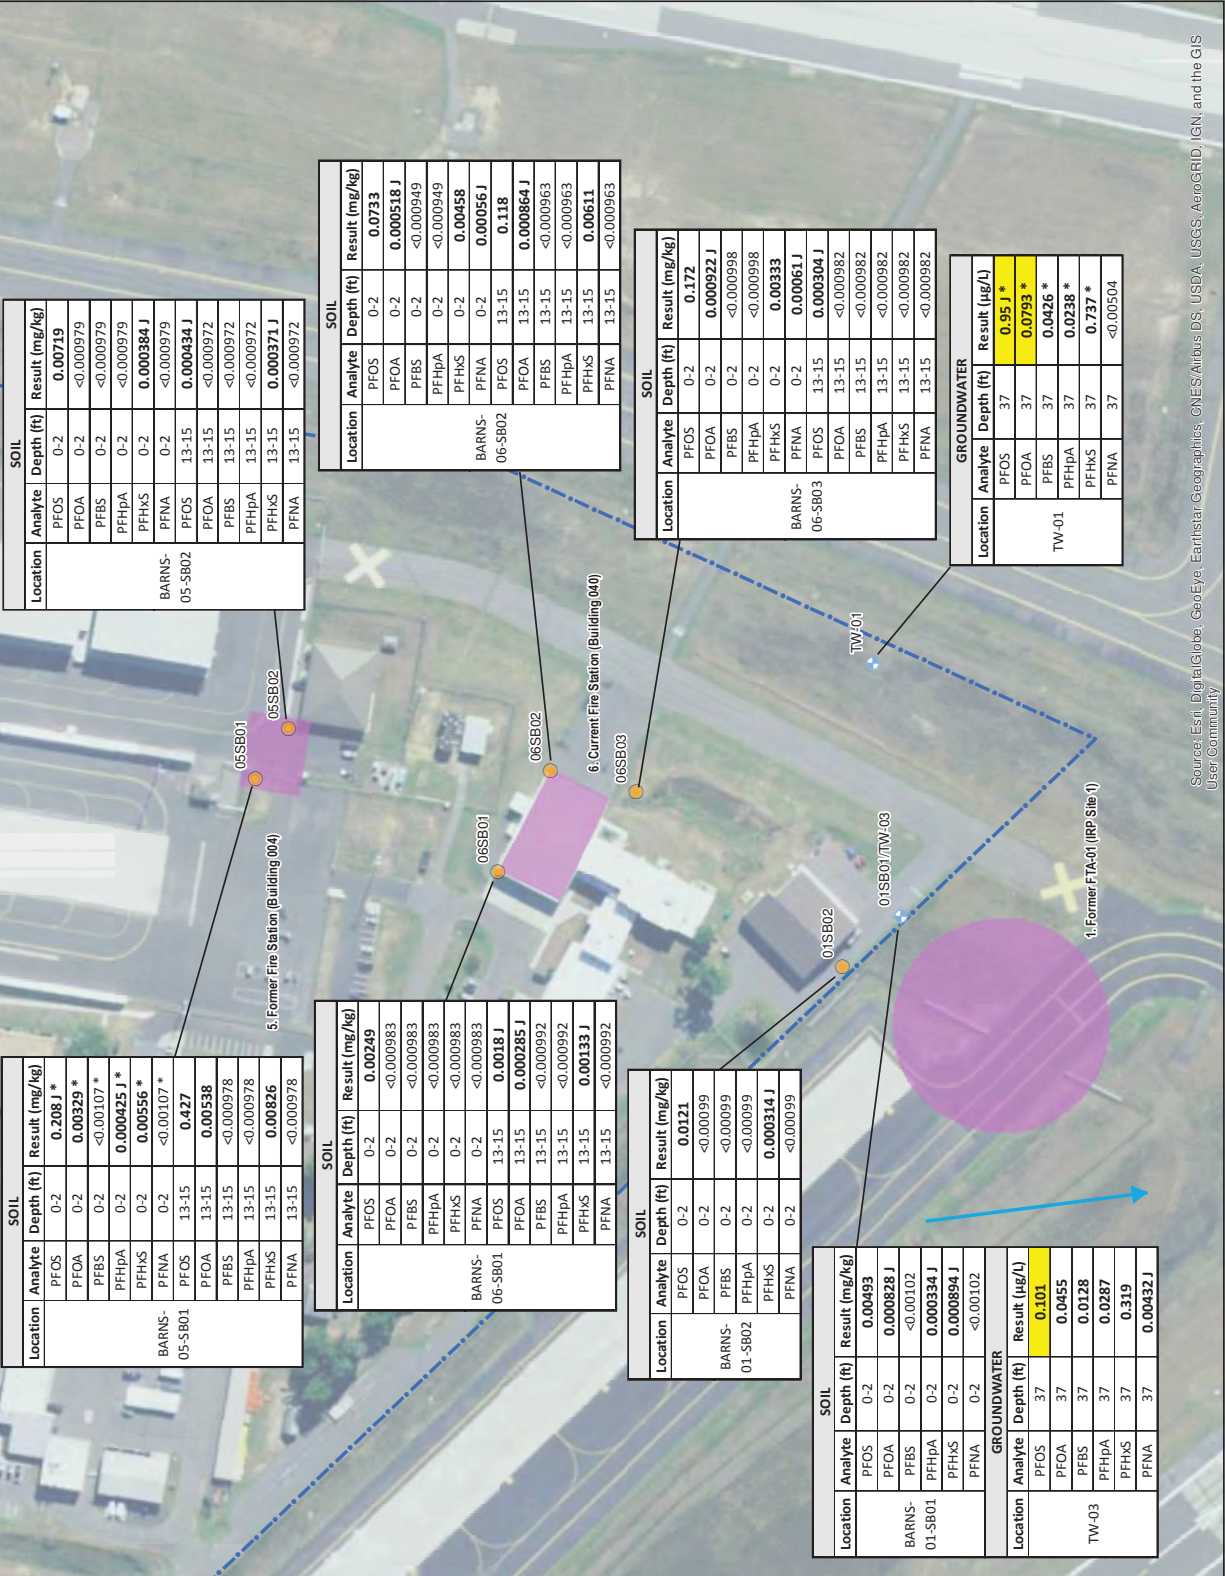 SOIL
Location Analyte Depth (ft) Result (mg/kg)
BARNS-
05-SB01
PFOS 0-2 0.208 J *
PFOA 0-2 0.00329 *
PFBS 0-2 <0.00107 *
PFHpA 0-2 0.000425 J *
PFHxS 0-2 0.00556 *
PFNA 0-2 <0.00107 *
PFOS 13-15 0.427
PFOA 13-15 0.00538
PFBS 13-15 <0.000978
PFHpA 13-15 <0.000978
PFHxS 13-15 0.00826
PFNA 13-15 <0.000978
SOIL
Location Analyte Depth (ft) Result (mg/kg)
BARNS-
05-SB02
PFOS 0-2 0.00719
PFOA 0-2 <0.000979
PFBS 0-2 <0.000979
PFHpA 0-2 <0.000979
PFHxS 0-2 0.000384 J
PFNA 0-2 <0.000979
PFOS 13-15 0.000434 J
PFOA 13-15 <0.000972
PFBS 13-15 <0.000972
PFHpA 13-15 <0.000972
PFHxS 13-15 0.000371 J
PFNA 13-15 <0.000972
05SB01
05SB02
5. Former Fire Station (Building 004)
SOIL
Location Analyte Depth (ft) Result (mg/kg)
BARNS-
06-SB01
PFOS 0-2 0.00249
PFOA 0-2 <0.000983
PFBS 0-2 <0.000983
PFHpA 0-2 <0.000983
PFHxS 0-2 <0.000983
PFNA 0-2 <0.000983
PFOS 13-15 0.0018 J
PFOA 13-15 0.000285 J
PFBS 13-15 <0.000992
PFHpA 13-15 <0.000992
PFHxS 13-15 0.00133 J
PFNA 13-15 <0.000992
SOIL
Location Analyte Depth (ft) Result (mg/kg)
BARNS-
06-SB02
PFOS 0-2 0.0733
PFOA 0-2 0.000518 J
PFBS 0-2 <0.000949
PFHpA 0-2 <0.000949
PFHxS 0-2 0.00458
PFNA 0-2 0.00056 J
PFOS 13-15 0.118
PFOA 13-15 0.000864 J
PFBS 13-15 <0.000963
PFHpA 13-15 <0.000963
PFHxS 13-15 0.00611
PFNA 13-15 <0.000963
06SB01
06SB02
6. Current Fire Station (Building 040)
06SB03
SOIL
Location Analyte Depth (ft) Result (mg/kg)
BARNS-
01-SB02
PFOS 0-2 0.0121
PFOA 0-2 <0.00099
PFBS 0-2 <0.00099
PFHpA 0-2 <0.00099
PFHxS 0-2 0.000314 J
PFNA 0-2 <0.00099
SOIL
Location Analyte Depth (ft) Result (mg/kg)
BARNS-
06-SB03
PFOS 0-2 0.172
PFOA 0-2 0.000922 J
PFBS 0-2 <0.000998
PFHpA 0-2 <0.000998
PFHxS 0-2 0.00333
PFNA 0-2 0.00061 J
PFOS 13-15 0.000304 J
PFOA 13-15 <0.000982
PFBS 13-15 <0.000982
PFHpA 13-15 <0.000982
PFHxS 13-15 <0.000982
PFNA 13-15 <0.000982
01SB02
TW-01
01SB01/TW-03
SOIL
Location Analyte Depth (ft) Result (mg/kg)
BARNS-
01-SB01
PFOS 0-2 0.00493
PFOA 0-2 0.000828 J
PFBS 0-2 <0.00102
PFHpA 0-2 0.000334 J
PFHxS 0-2 0.000894 J
PFNA 0-2 <0.00102
GROUNDWATER
Location Analyte Depth (ft) Result (µg/L)
TW-03
PFOS 37 0.101
PFOA 37 0.0455
PFBS 37 0.0128
PFHpA 37 0.0287
PFHxS 37 0.319
PFNA 37 0.00432 J
GROUNDWATER
Location Analyte Depth (ft) Result (µg/L)
TW-01
PFOS 37 0.95 J *
PFOA 37 0.0793 *
PFBS 37 0.0426 *
PFHpA 37 0.0238 *
PFHxS 37 0.737 *
PFNA 37 <0.00504
1. Former FTA-01 (IRP Site 1)
Source: Esri, DigitalGlobe, GeoEye, Earthstar Geographics, CNES/Airbus DS, USDA, USGS, AeroGRID, IGN, and the GIS
User Community